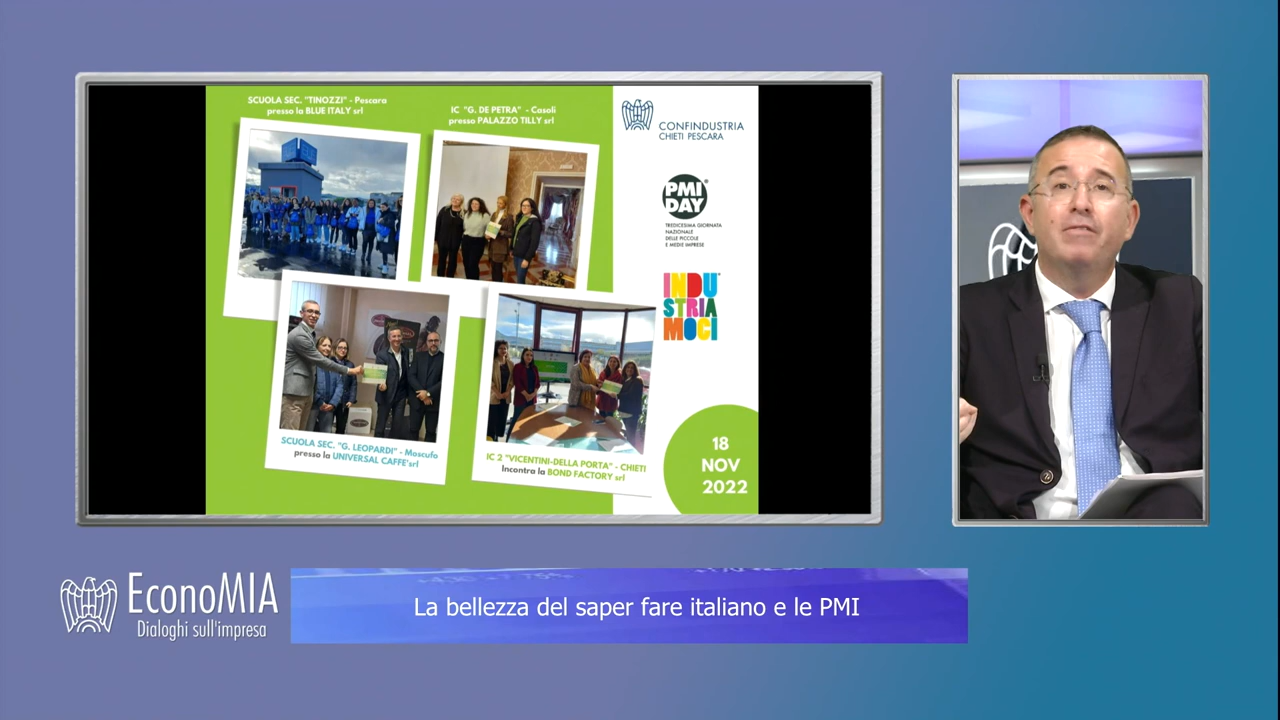 SCUOLA SEC. "TINOZZI" - Pescara
presso la BLUE ITALY srl
IC "G. DE PETRA" - Casoli
presso PALAZZO TILLY srl
SCUOLA SEC. "G. LEOPARDI" - Moscufo
presso la UNIVERSAL CAFFE'srl
IC 2 "VICENTINI-DELLA PORTA" - CHIETI
Incontra la BOND FACTORY srl
CONFINDUSTRIA
CHIETI PESCARA
PMI
DAY
TREDICESIMA GIORNATA
NAZIONALE
DELLE PICCOLE
E MEDIE IMPRESE
INDU
STRIA
MOCI
18
NOV
2022
EconoMIA
Dialoghi sull'impresa
La bellezza del saper fare italiano e le PMI